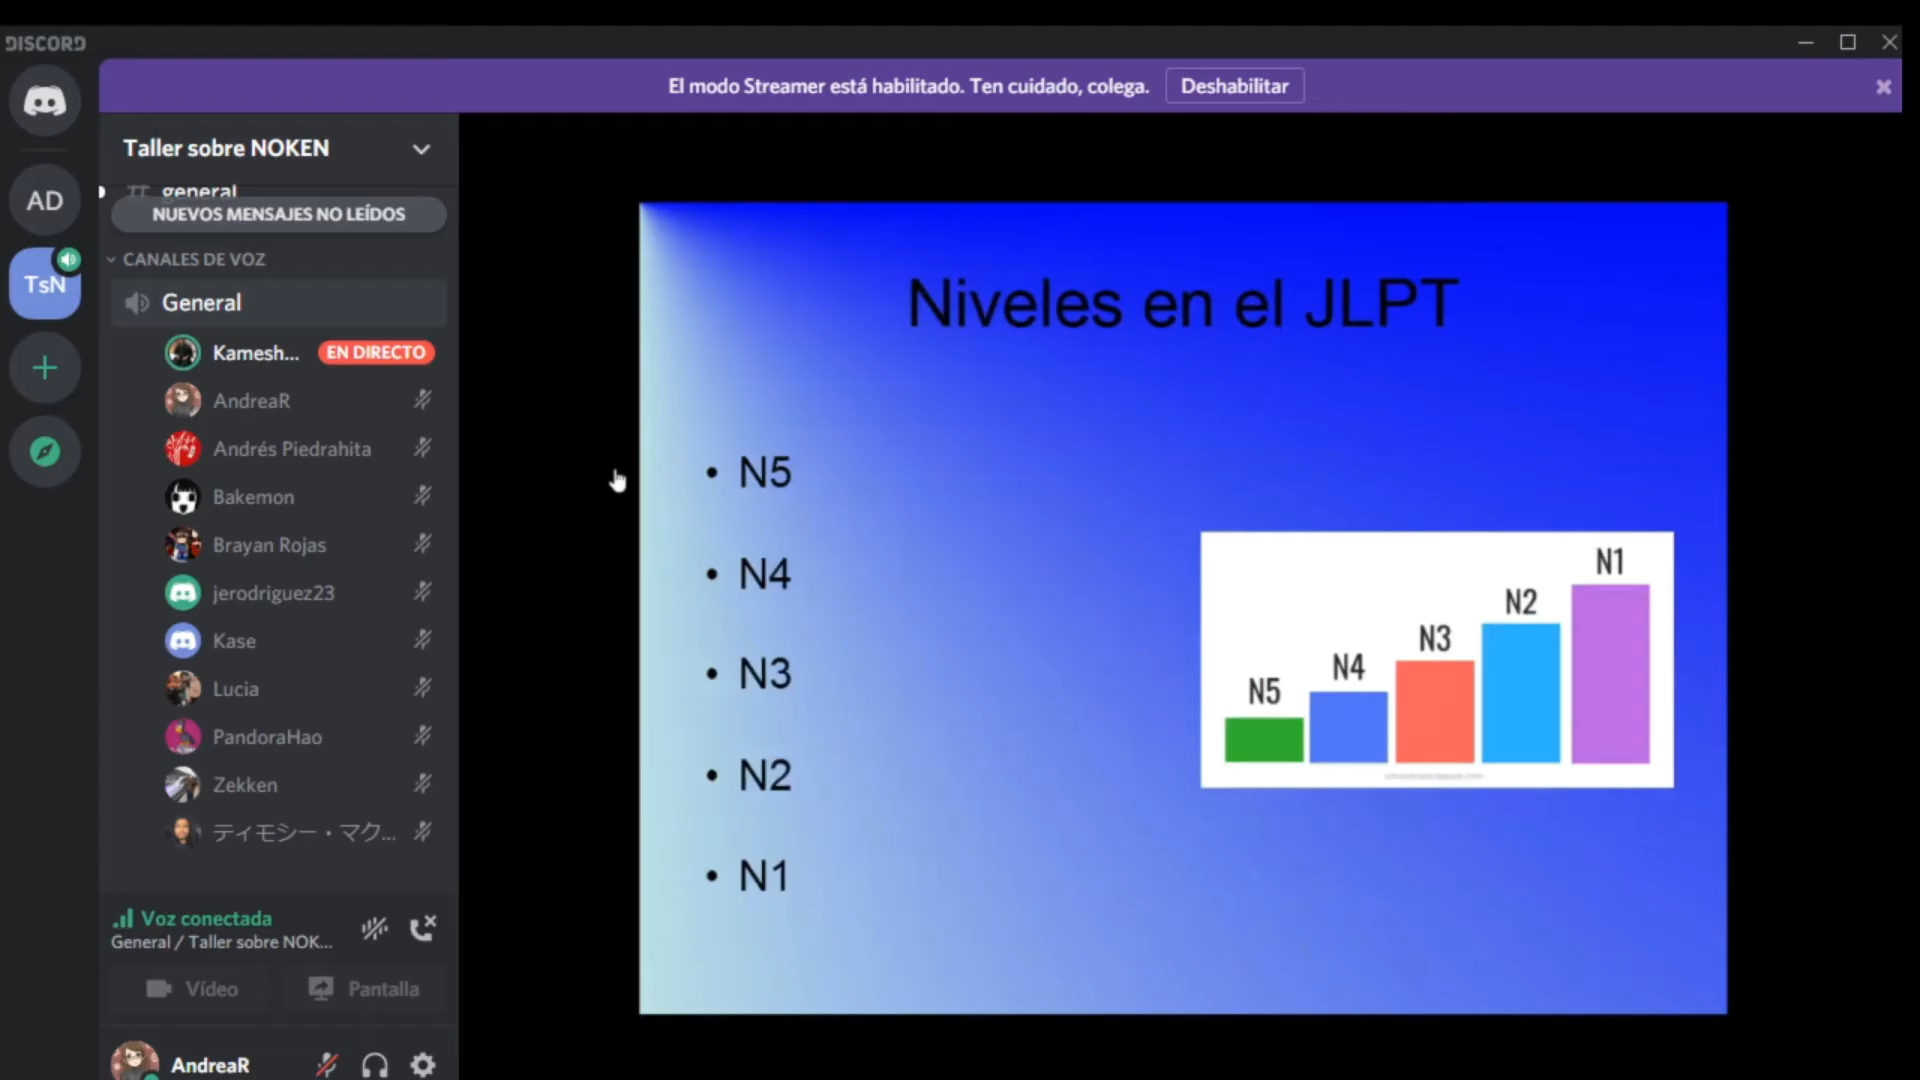 DISCORD
El modo Streamer está habilitado. Ten cuidado, colega.
Deshabilitar
AD
TsN
Taller sobre NOKEN
general
NUEVOS MENSAJES NO LEÍDOS
CANALES DE VOZ
General
Kamesh... EN DIRECTO
AndreaR
Andrés Piedrahita
Bakemon
Brayan Rojas
jerodriguez23
Kase
Lucia
PandoraHao
Zekken
ティモシー・マク...
Voz conectada
General / Taller sobre NOK...
Vídeo
Pantalla
AndreaR
Niveles en el JLPT
• N5
• N4
• N3
• N2
• N1
N5
N4
N3
N2
N1